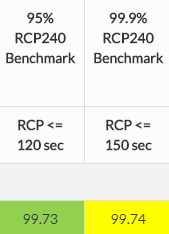 95% 99.9%
RCP240 RCP240
Benchmark Benchmark
RCP <= RCP <=
120 sec 150 sec
99.73 99.74